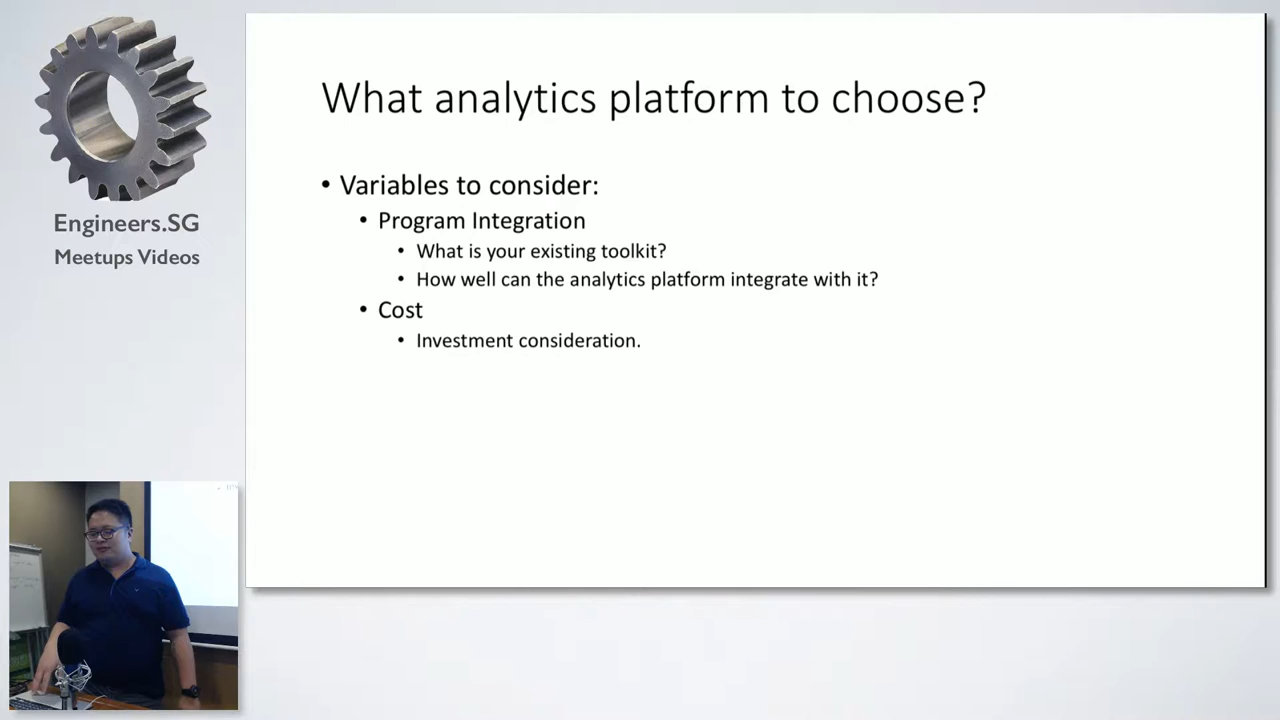 Engineers.SG
Meetups Videos
What analytics platform to choose?
• Variables to consider:
• Program Integration
• What is your existing toolkit?
• How well can the analytics platform integrate with it?
• Cost
• Investment consideration.